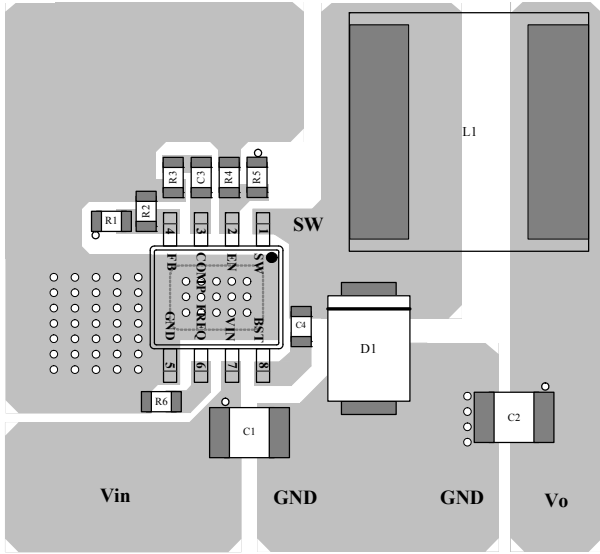 L1
R3
C3
R4
R5
R2
R1
SW
4
3
2
1
FB
COMP
EN
SW
GND
FREQ
VIN
BST
C4
D1
5
6
7
8
R6
C1
C2
Vin
GND
GND
Vo